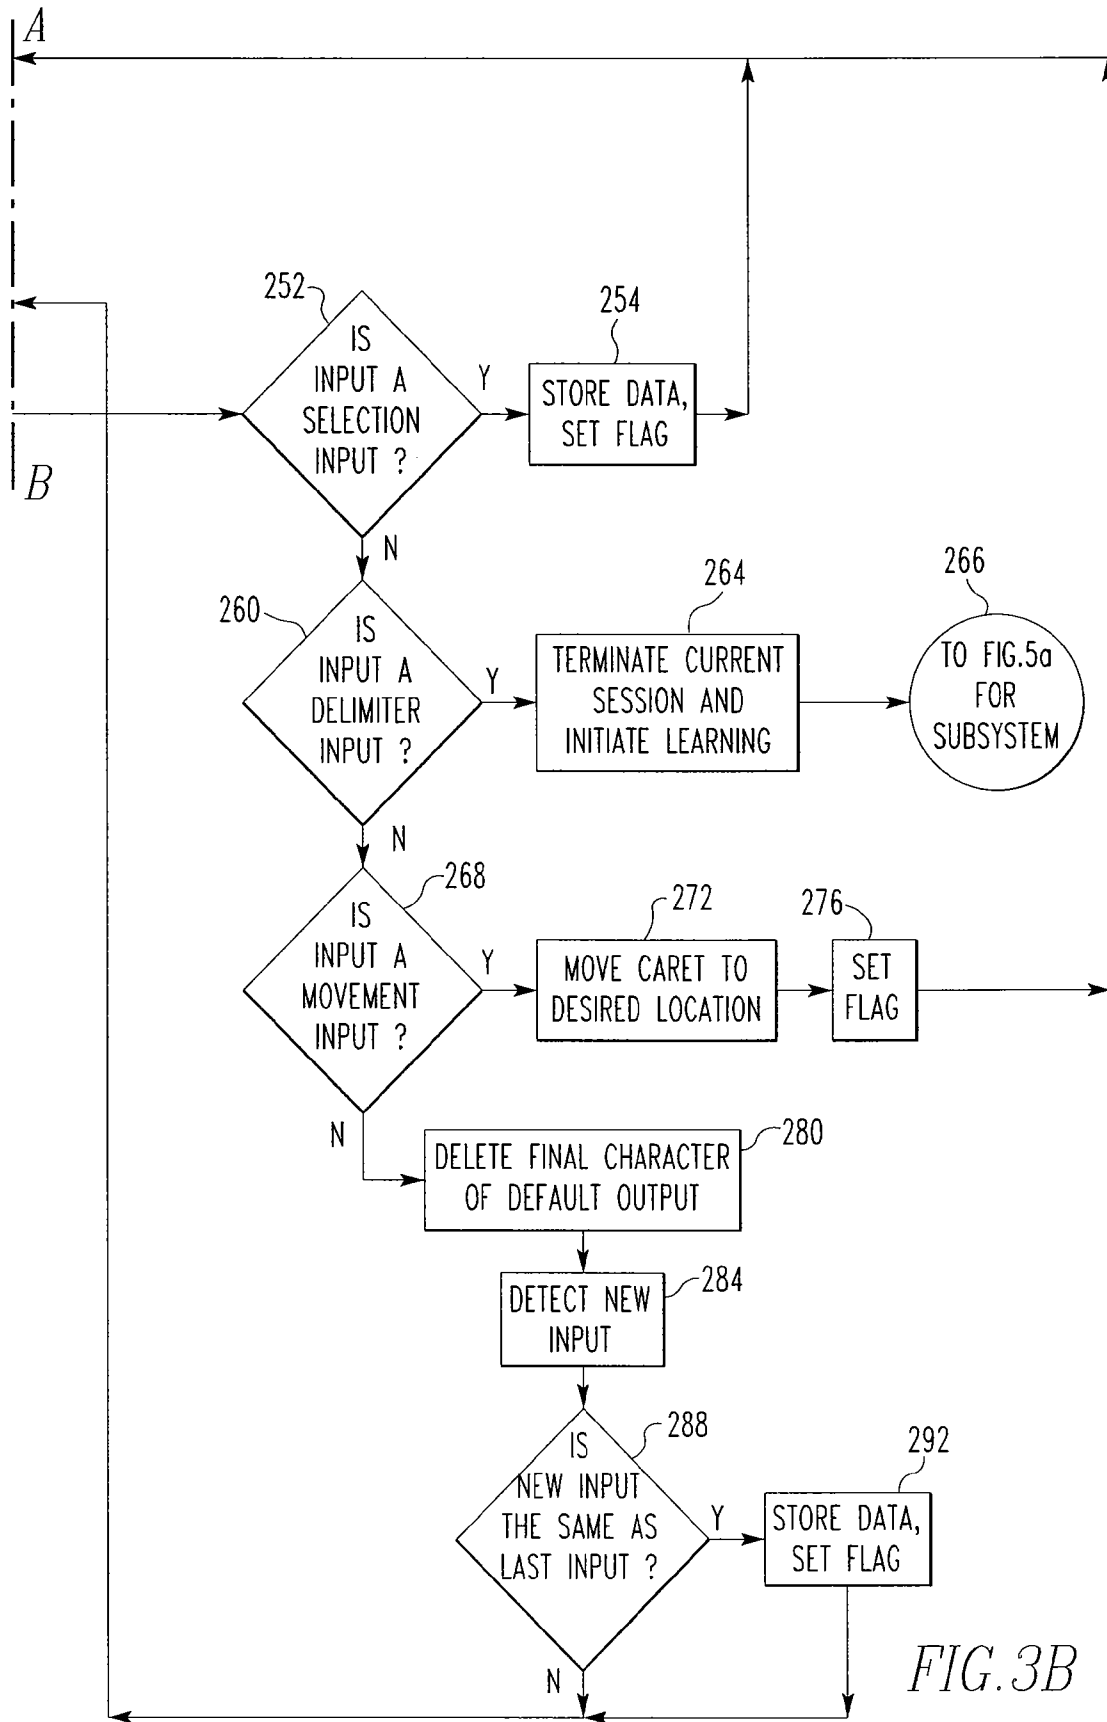 A
252
IS
INPUT A
SELECTION
INPUT ?
Y
254
STORE DATA,
SET FLAG
B
N
260
IS
INPUT A
DELIMITER
INPUT ?
Y
264
TERMINATE CURRENT
SESSION AND
INITIATE LEARNING
266
TO FIG.5a
FOR
SUBSYSTEM
N
268
IS
INPUT A
MOVEMENT
INPUT ?
Y
272
MOVE CARET TO
DESIRED LOCATION
276
SET
FLAG
N
280
DELETE FINAL CHARACTER
OF DEFAULT OUTPUT
284
DETECT NEW
INPUT
288
IS
NEW INPUT
THE SAME AS
LAST INPUT ?
Y
292
STORE DATA,
SET FLAG
N
FIG.3B